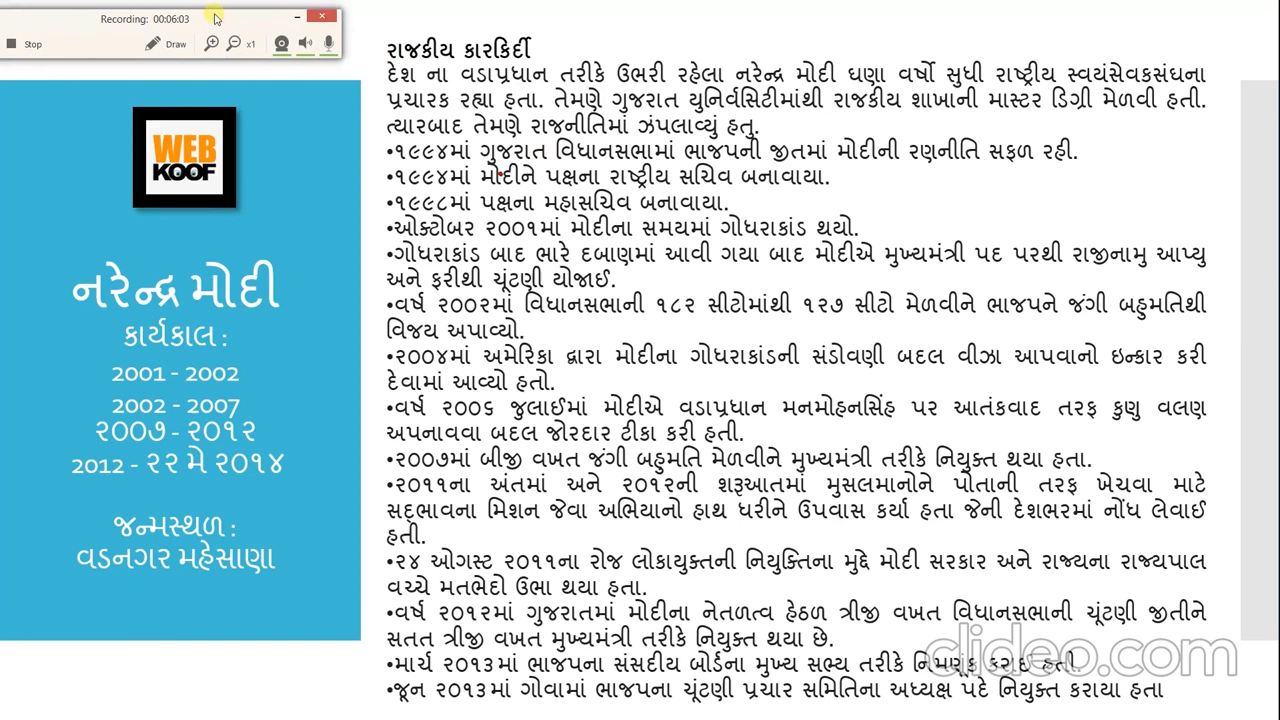 Recording: 00:06:03
Stop
Draw
x1
WEB
KOOF
નરેન્દ્ર મોદી
કાર્યકાલ :
2001 - 2002
2002 - 2007
૨૦૦૭ - ૨૦૧૨
2012 - ૨૨ મે ૨૦૧૪
જન્મસ્થળ :
વડનગર મહેસાણા
રાજકીય કારકિર્દી
દેશ ના વડાપ્રધાન તરીકે ઉભરી રહેલા નરેન્દ્ર મોદી ઘણા વર્ષો સુધી રાષ્ટ્રીય સ્વયંસેવકસંઘના
પ્રચારક રહ્યા હતા. તેમણે ગુજરાત યુનિર્વસિટીમાંથી રાજકીય શાખાની માસ્ટર ડિગ્રી મેળવી હતી.
ત્યારબાદ તેમણે રાજનીતિમાં ઝંપલાવ્યું હતુ.
•૧૯૯૪માં ગુજરાત વિધાનસભામાં ભાજપની જીતમાં મોદીની રણનીતિ સફળ રહી.
•૧૯૯૪માં મોદીને પક્ષના રાષ્ટ્રીય સચિવ બનાવાયા.
•૧૯૯૮માં પક્ષના મહાસચિવ બનાવાયા.
•ઓક્ટોબર ૨૦૦૧માં મોદીના સમયમાં ગોધરાકાંડ થયો.
•ગોધરાકાંડ બાદ ભારે દબાણમાં આવી ગયા બાદ મોદીએ મુખ્યમંત્રી પદ પરથી રાજીનામુ આપ્યુ
અને ફરીથી ચૂંટણી યોજાઈ.
•વર્ષ ૨૦૦૨માં વિધાનસભાની ૧૮૨ સીટોમાંથી ૧૨૭ સીટો મેળવીને ભાજપને જંગી બહુમતિથી
વિજય અપાવ્યો.
•૨૦૦૪માં અમેરિકા દ્વારા મોદીના ગોધરાકાંડની સંડોવણી બદલ વીઝા આપવાનો ઇન્કાર કરી
દેવામાં આવ્યો હતો.
•વર્ષ ૨૦૦૬ જુલાઈમાં મોદીએ વડાપ્રધાન મનમોહનસિંહ પર આતંકવાદ તરફ કુણુ વલણ
અપનાવવા બદલ જોરદાર ટીકા કરી હતી.
•૨૦૦૭માં બીજી વખત જંગી બહુમતિ મેળવીને મુખ્યમંત્રી તરીકે નિયુક્ત થયા હતા.
•૨૦૧૧ના અંતમાં અને ૨૦૧૨ની શરૂઆતમાં મુસલમાનોને પોતાની તરફ ખેચવા માટે
સદ્દભાવના મિશન જેવા અભિયાનો હાથ ધરીને ઉપવાસ કર્યા હતા જેની દેશભરમાં નોંધ લેવાઈ
હતી.
•૨૪ ઓગસ્ટ ૨૦૧૧ના રોજ લોકાયુક્તની નિયુક્તિના મુદ્દે મોદી સરકાર અને રાજ્યના રાજ્યપાલ
વચ્ચે મતભેદો ઉભા થયા હતા.
•વર્ષ ૨૦૧૨માં ગુજરાતમાં મોદીના નેતળત્વ હેઠળ ત્રીજી વખત વિધાનસભાની ચૂંટણી જીતીને
સતત ત્રીજી વખત મુખ્યમંત્રી તરીકે નિયુક્ત થયા છે.
•માર્ચ ૨૦૧૩માં ભાજપના સંસદીય બોર્ડના મુખ્ય સભ્ય તરીકે નિમણૂંક કરાઈ હતી.
•જૂન ૨૦૧૩માં ગોવામાં ભાજપના ચૂંટણી પ્રચાર સમિતિના અધ્યક્ષ પદે નિયુક્ત કરાયા હતા
clideo.com